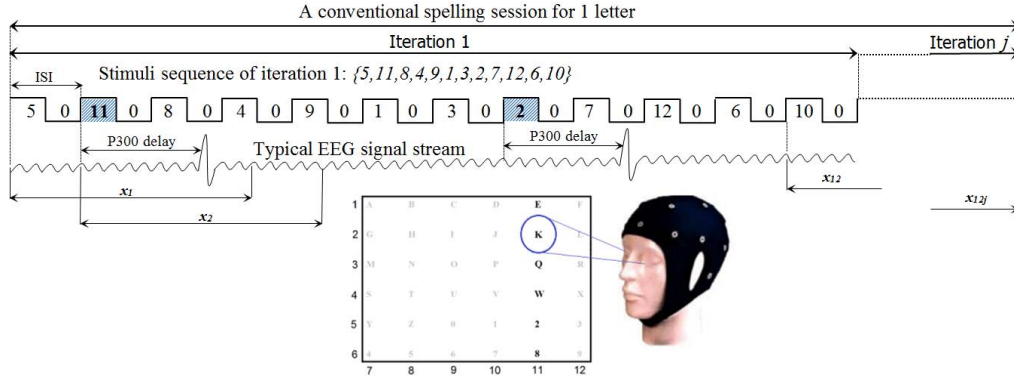 A conventional spelling session for 1 letter
Iteration 1 Iteration j
ISI Stimuli sequence of iteration 1: {5,11,8,4,9,1,3,2,7,12,6,10}
5 0 11 0 8 0 4 0 9 0 1 0 3 0 2 0 7 0 12 0 6 0 10 0
P300 delay P300 delay
Typical EEG signal stream
x1 x12
x2 x12j
1 A B C D E F
2 G H I J K L
3 M N O P Q R
4 S T U V W X
5 Y Z 0 1 2 3
6 4 5 6 7 8 9
7 8 9 10 11 12